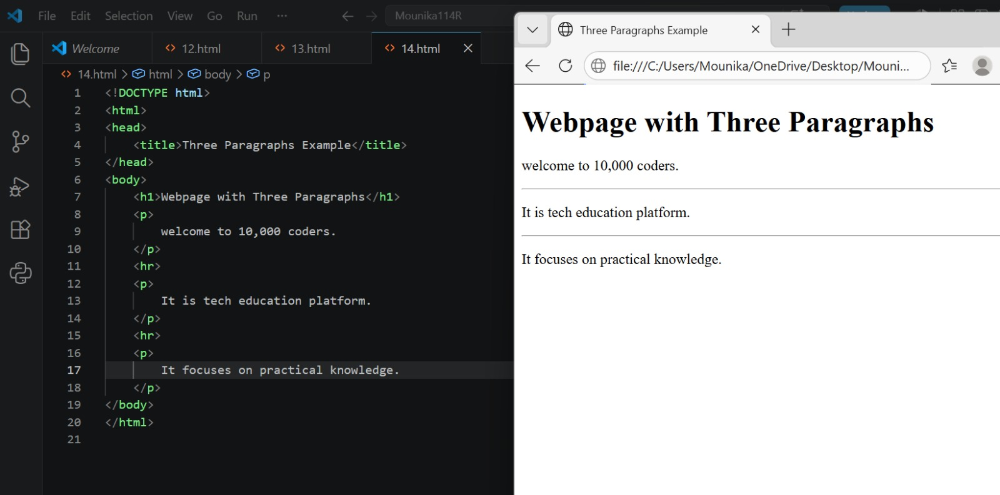 File Edit Selection View Go Run ···
Mounika114R
Welcome 12.html 13.html 14.html
14.html > html > body > p
1 <!DOCTYPE html>
2 <html>
3 <head>
4 <title>Three Paragraphs Example</title>
5 </head>
6 <body>
7 <h1>Webpage with Three Paragraphs</h1>
8 <p>
9 welcome to 10,000 coders.
10 </p>
11 <hr>
12 <p>
13 It is tech education platform.
14 </p>
15 <hr>
16 <p>
17 It focuses on practical knowledge.
18 </p>
19 </body>
20 </html>
21
Three Paragraphs Example
file:///C:/Users/Mounika/OneDrive/Desktop/Mouni...
Webpage with Three Paragraphs
welcome to 10,000 coders.
It is tech education platform.
It focuses on practical knowledge.